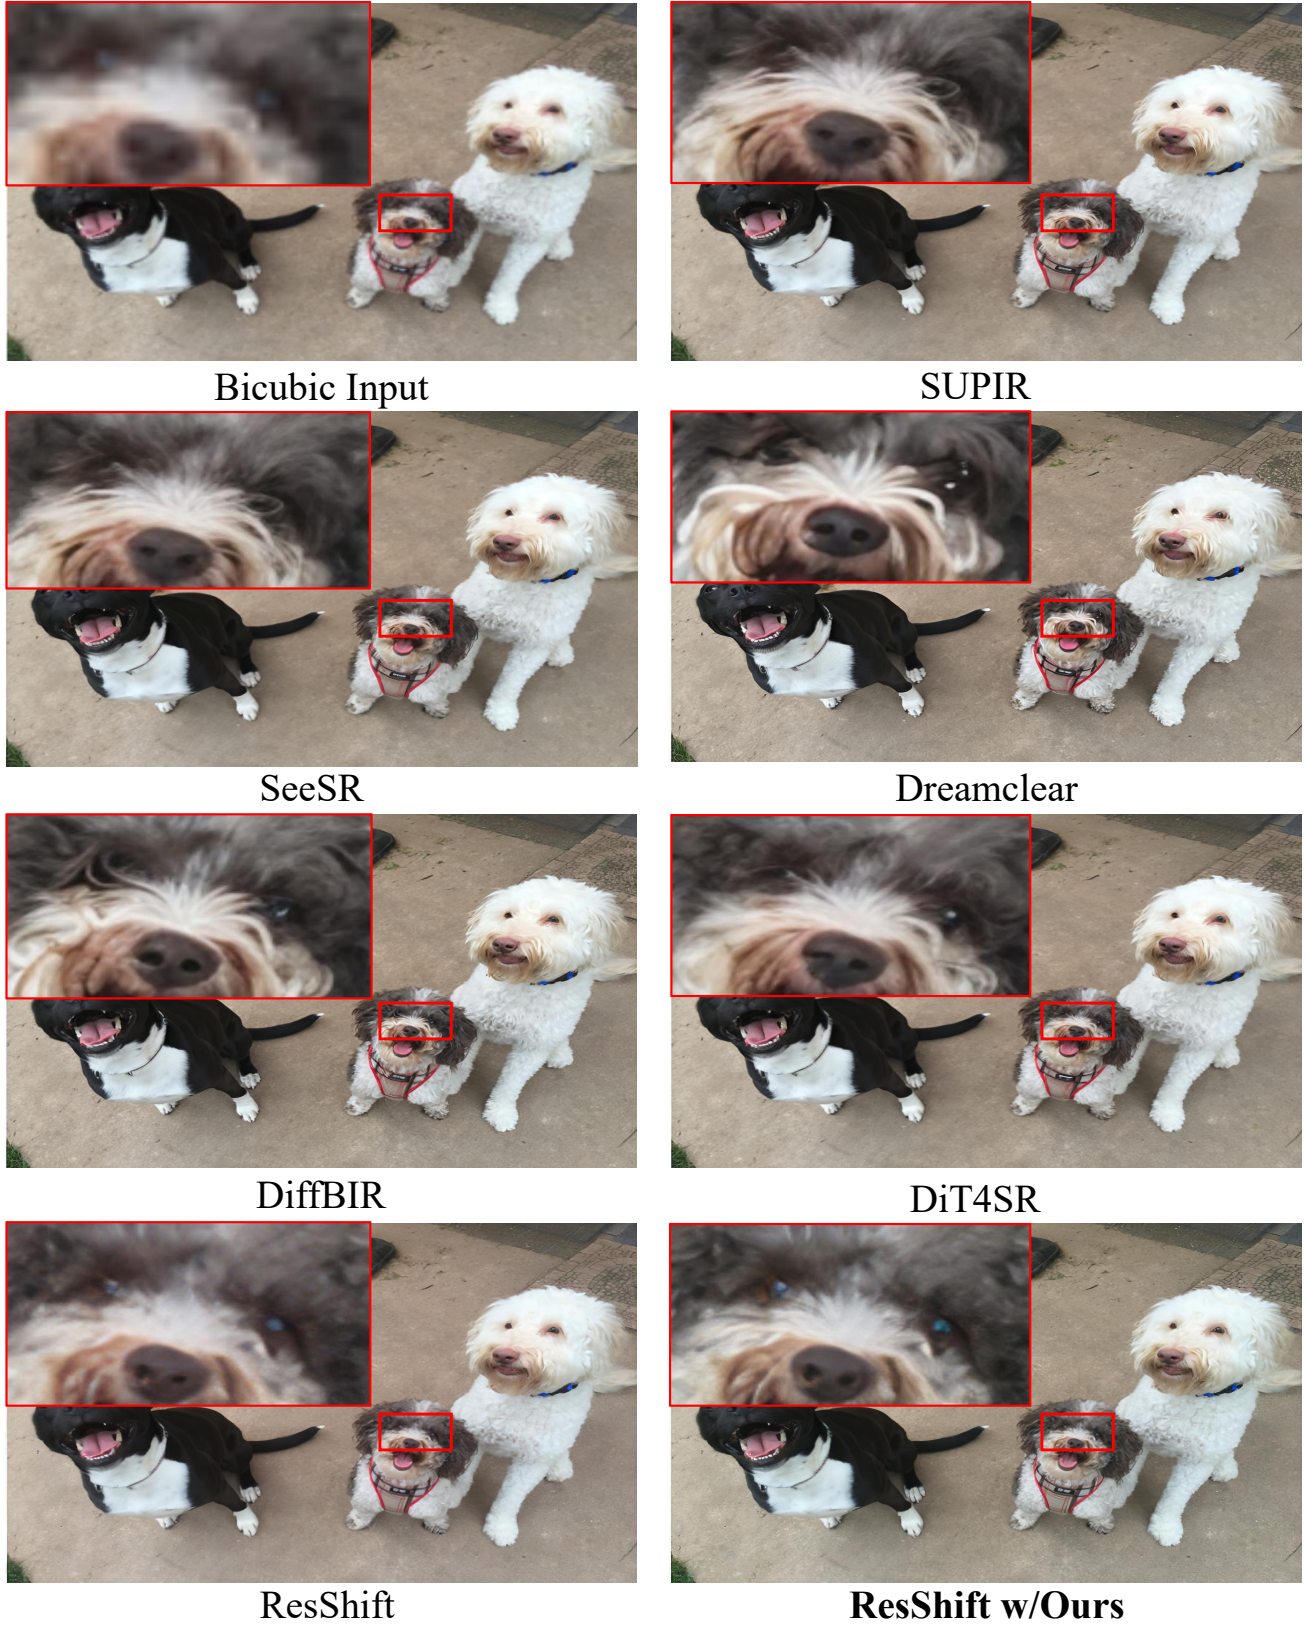 Bicubic Input
SUPIR
SeeSR
Dreamclear
DiffBIR
DiT4SR
ResShift
ResShift w/Ours